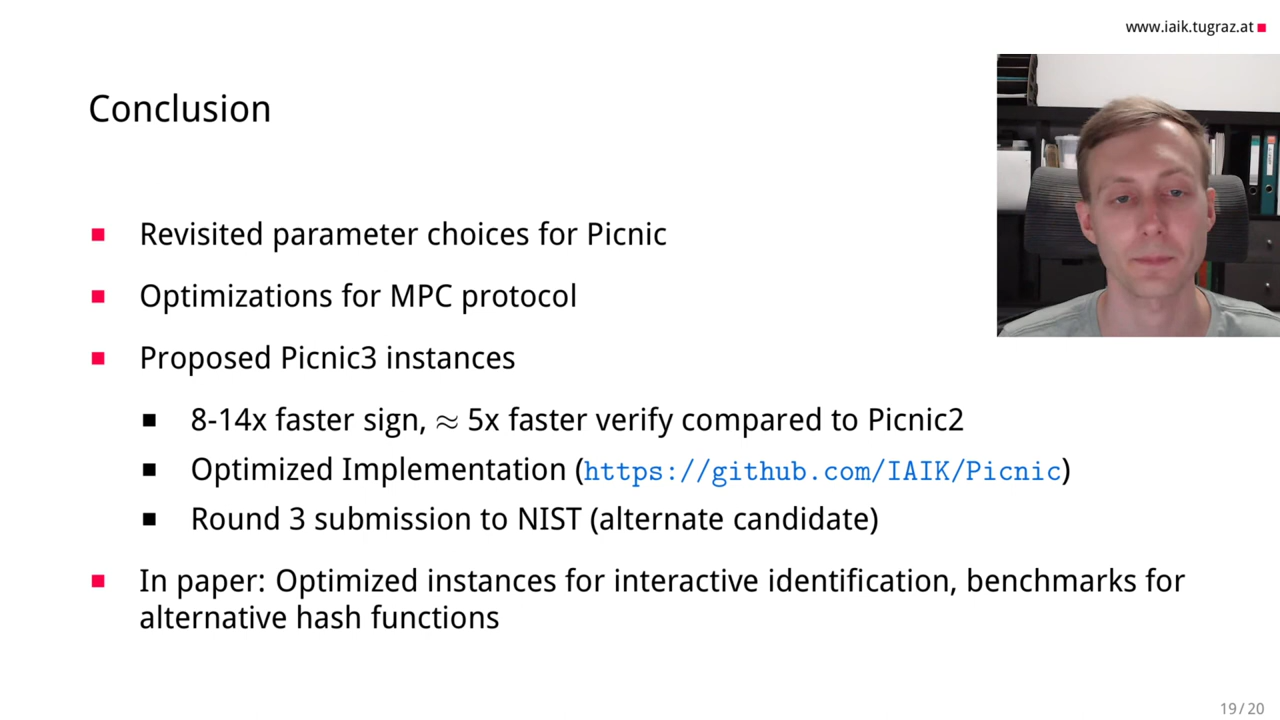 www.iaik.tugraz.at
Conclusion
Revisited parameter choices for Picnic
Optimizations for MPC protocol
Proposed Picnic3 instances
8-14x faster sign, ≈ 5x faster verify compared to Picnic2
Optimized Implementation (https://github.com/IAIK/Picnic)
Round 3 submission to NIST (alternate candidate)
In paper: Optimized instances for interactive identification, benchmarks for
alternative hash functions
19 / 20